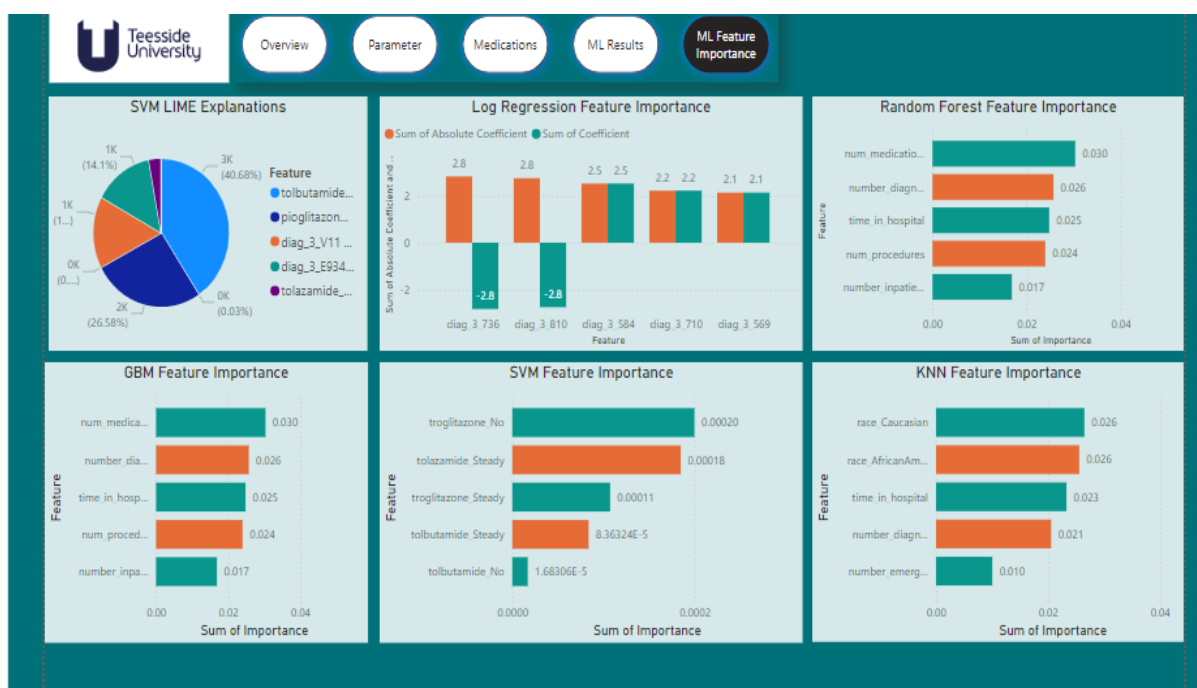 Teesside
University
Overview
Parameter
Medications
ML Results
ML Feature
Importance
SVM LIME Explanations
1K
(14.1%)
3K
(40.68%)
1K
(1...)
0K
(0....)
2K
(26.58%)
0K
(0.03%)
Feature
tolbutamide...
pioglitazon...
diag_3_V11 ...
diag_3_E934...
tolazamide_...
Log Regression Feature Importance
Sum of Absolute Coefficient Sum of Coefficient
Sum of Absolute Coefficient and ...
2
0
-2
2.8
-2.8
2.8
-2.8
2.5 2.5
2.2 2.2
2.1 2.1
diag_3_736 diag_3_810 diag_3_584 diag_3_710 diag_3_569
Feature
Random Forest Feature Importance
Feature
num_medicatio... 0.030
number_diagn... 0.026
time_in_hospital 0.025
num_procedures 0.024
number_inpatie... 0.017
0.00 0.02 0.04
Sum of Importance
GBM Feature Importance
Feature
num_medica... 0.030
number_dia... 0.026
time_in_hosp... 0.025
num_proced... 0.024
number_inpa... 0.017
0.00 0.02 0.04
Sum of Importance
SVM Feature Importance
Feature
troglitazone_No 0.00020
tolazamide_Steady 0.00018
troglitazone_Steady 0.00011
tolbutamide_Steady 8.36324E-5
tolbutamide_No 1.68306E-5
0.0000 0.0002
Sum of Importance
KNN Feature Importance
Feature
race_Caucasian 0.026
race_AfricanAm... 0.026
time_in_hospital 0.023
number_diagn... 0.021
number_emerg... 0.010
0.00 0.02 0.04
Sum of Importance